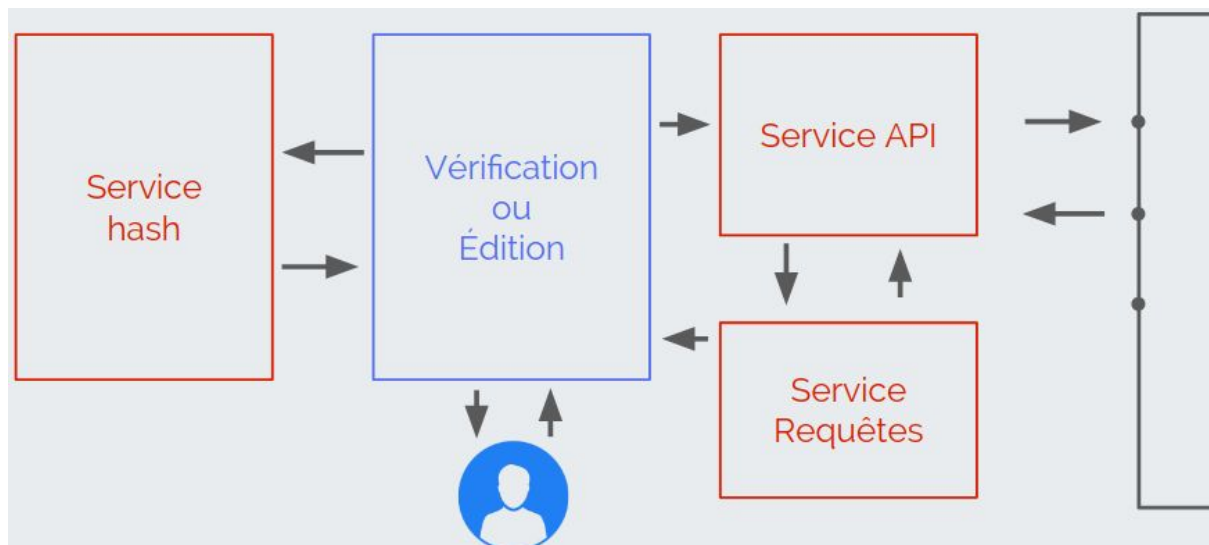 Service
hash
Vérification
ou
Édition
Service API
Service
Requêtes